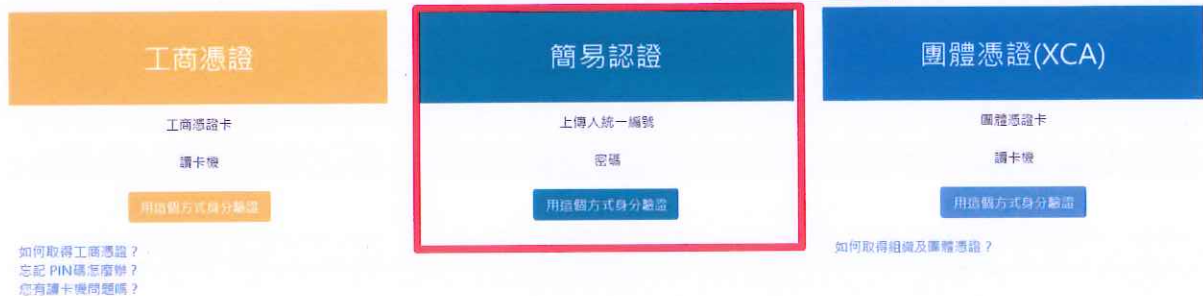 工商憑證
工商憑證卡
讀卡機
用這個方式身分驗證
如何取得工商憑證？
忘記 PIN碼怎麼辦？
您有讀卡機問題嗎？
簡易認證
上傳人統一編號
密碼
用這個方式身分驗證
團體憑證(XCA)
團體憑證卡
讀卡機
用這個方式身分驗證
如何取得組織及團體憑證？